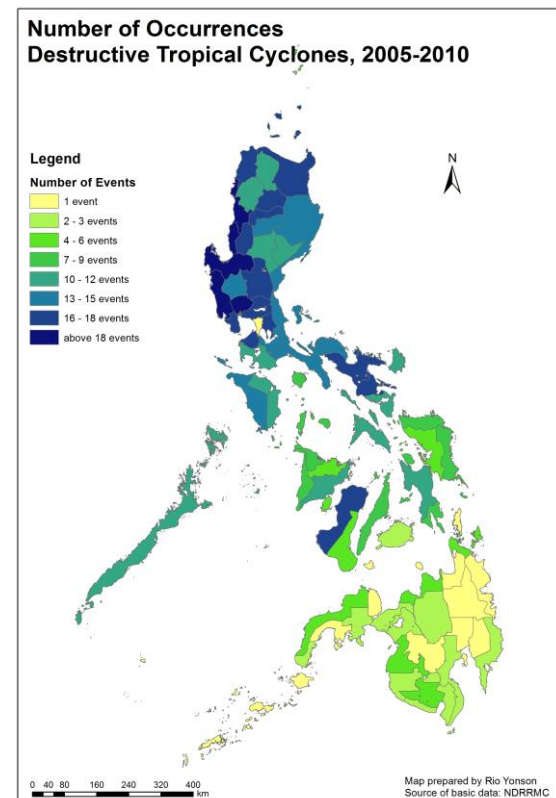 Number of Occurrences
Destructive Tropical Cyclones, 2005-2010
N
Legend
Number of Events
1 event
2 - 3 events
4 - 6 events
7 - 9 events
10 - 12 events
13 - 15 events
16 - 18 events
above 18 events
0 40 80 160 240 320 400
km
Map prepared by Rio Yonson
Source of basic data: NDRRMC